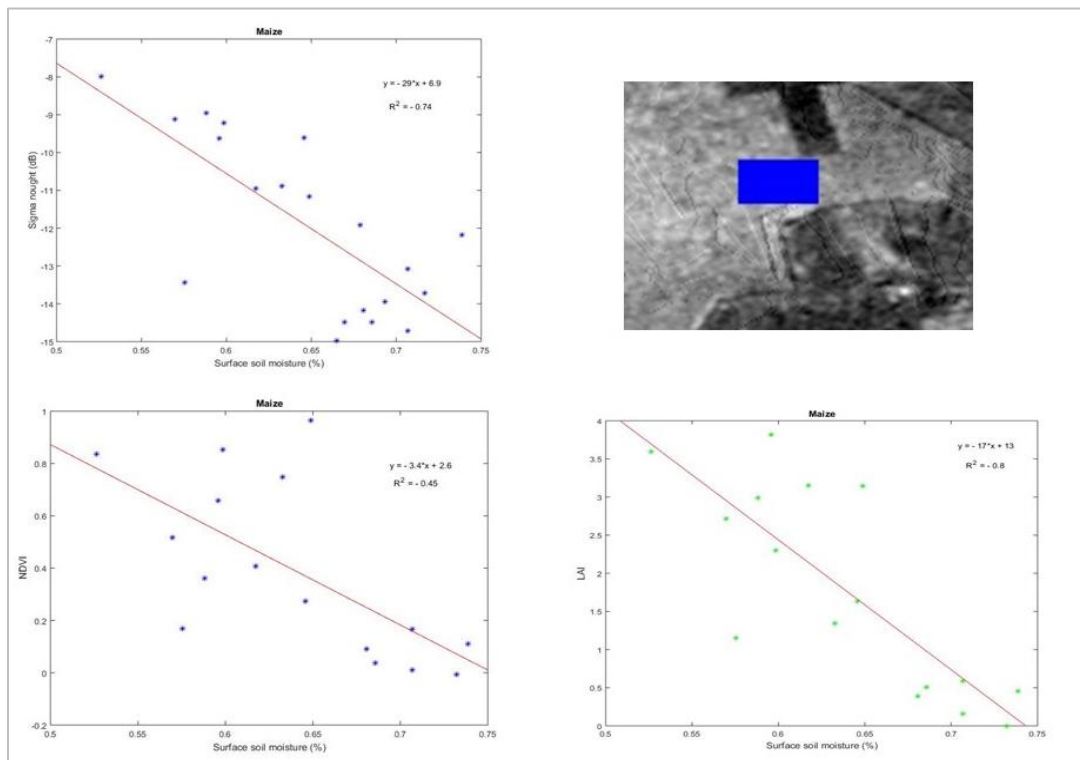 Maize
-7
-8
-9
-10
-11
-12
-13
-14
-15
Sigma nought (dB)
y = - 29*x + 6.9
R2 = - 0.74
0.5 0.55 0.6 0.65 0.7 0.75
Surface soil moisture (%)
Maize
1
0.8
0.6
0.4
0.2
0
-0.2
NDVI
y = - 3.4*x + 2.6
R2 = - 0.45
0.5 0.55 0.6 0.65 0.7 0.75
Surface soil moisture (%)
Maize
4
3.5
3
2.5
2
1.5
1
0.5
0
LAI
y = - 17*x + 13
R2 = - 0.8
0.5 0.55 0.6 0.65 0.7 0.75
Surface soil moisture (%)